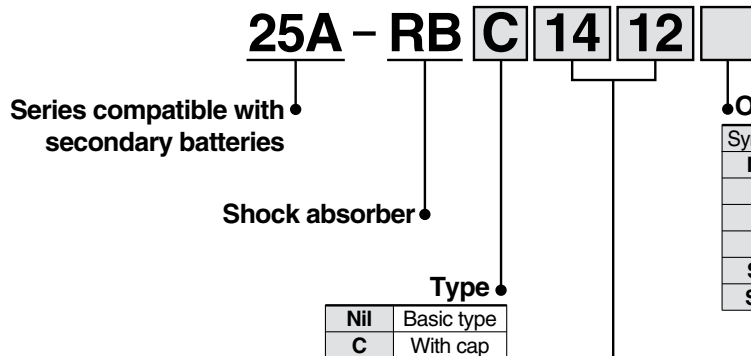 25A – RB C 14 12
Series compatible with
secondary batteries
Shock absorber
Type
Nil Basic type
C With cap